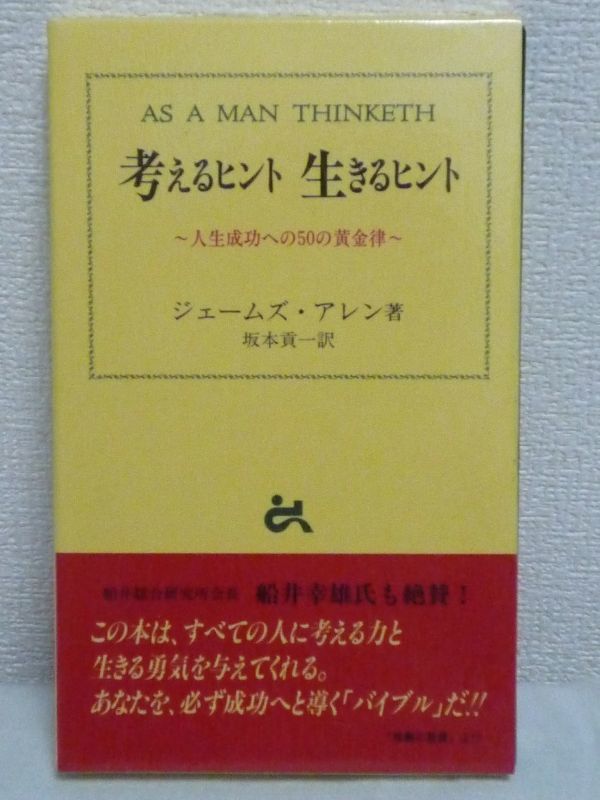 AS A MAN THINKETH
考えるヒント 生きるヒント
～人生成功への50の黄金律～
ジェームズ・アレン著
坂本貢一訳
船井総合研究所会長 船井幸雄氏も絶賛！
この本は、すべての人に考える力と
生きる勇気を与えてくれる。
あなたを、必ず成功へと導く「バイブル」だ!!